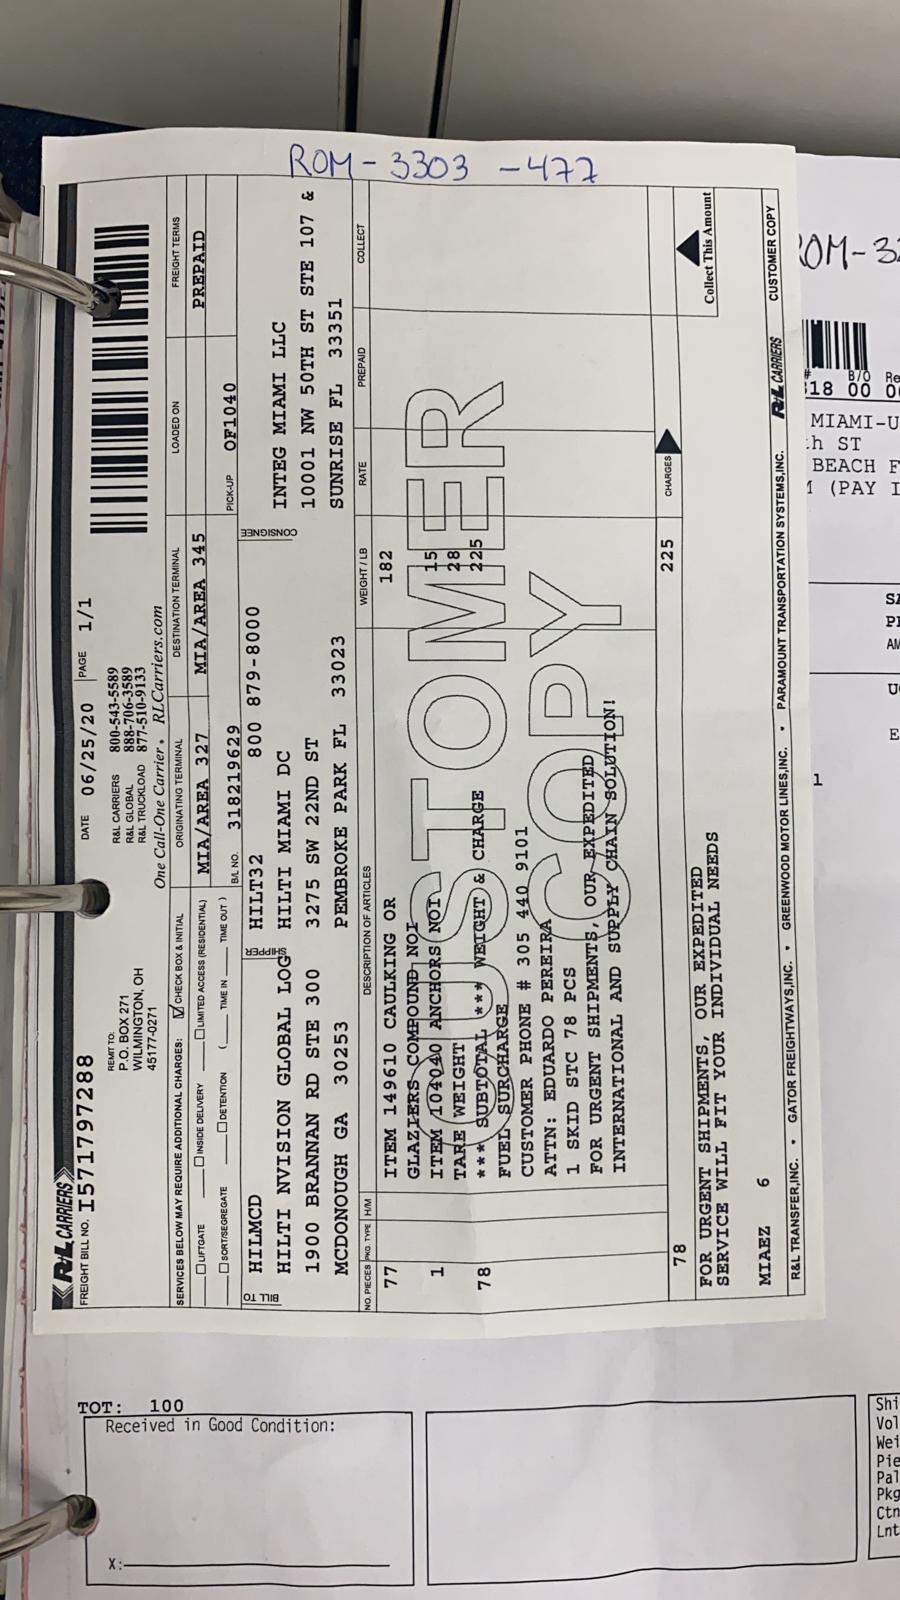 R+L CARRIERS
FREIGHT BILL NO. I571797288
DATE 06/25/20 PAGE 1/1
REMIT TO:
P.O. BOX 271
WILMINGTON, OH
45177-0271
R&L CARRIERS 800-543-5589
R&L GLOBAL 888-706-3589
R&L TRUCKLOAD 877-510-9133
One Call-One Carrier. RLCarriers.com
SERVICES BELOW MAY REQUIRE ADDITIONAL CHARGES: CHECK BOX & INITIAL
LIFTGATE INSIDE DELIVERY LIMITED ACCESS (RESIDENTIAL)
SORT/SEGREGATE DETENTION ( TIME IN TIME OUT )
ORIGINATING TERMINAL
MIA/AREA 327
DESTINATION TERMINAL
MIA/AREA 345
LOADED ON
FREIGHT TERMS
PREPAID
B/L NO. 318219629
PICK-UP OF1040
BILL TO
HILMCD
HILTI NVISION GLOBAL LOG
1900 BRANNAN RD STE 300
MCDONOUGH GA 30253
SHIPPER
HILT32 800 879-8000
HILTI MIAMI DC
3275 SW 22ND ST
PEMBROKE PARK FL 33023
CONSIGNEE
INTEG MIAMI LLC
10001 NW 50TH ST STE 107 &
SUNRISE FL 33351
NO. PIECES PKG. TYPE H/M DESCRIPTION OF ARTICLES WEIGHT / LB RATE PREPAID COLLECT
77 ITEM 149610 CAULKING OR 182
GLAZIERS COMPOUND NOI
1 ITEM 104040 ANCHORS NOI 15
TARE WEIGHT 28
78 *** SUBTOTAL *** WEIGHT & CHARGE 225
FUEL SURCHARGE
CUSTOMER PHONE # 305 440 9101
ATTN: EDUARDO PEREIRA
1 SKID STC 78 PCS
FOR URGENT SHIPMENTS, OUR EXPEDITED
INTERNATIONAL AND SUPPLY CHAIN SOLUTION!
CUSTOMER
COPY
78 225 CHARGES
Collect This Amount
FOR URGENT SHIPMENTS, OUR EXPEDITED
SERVICE WILL FIT YOUR INDIVIDUAL NEEDS
MIAEZ 6
R&L TRANSFER,INC. • GATOR FREIGHTWAYS,INC. • GREENWOOD MOTOR LINES,INC. • PARAMOUNT TRANSPORTATION SYSTEMS,INC. R+L CARRIERS CUSTOMER COPY
ROM-3303-477
TOT: 100
Received in Good Condition:
X:
Shi
Vol
Wei
Pie
Pal
Pkg
Ctn
Lnt
1
MIAMI-U
h ST
BEACH F
(PAY I
B/O
Re